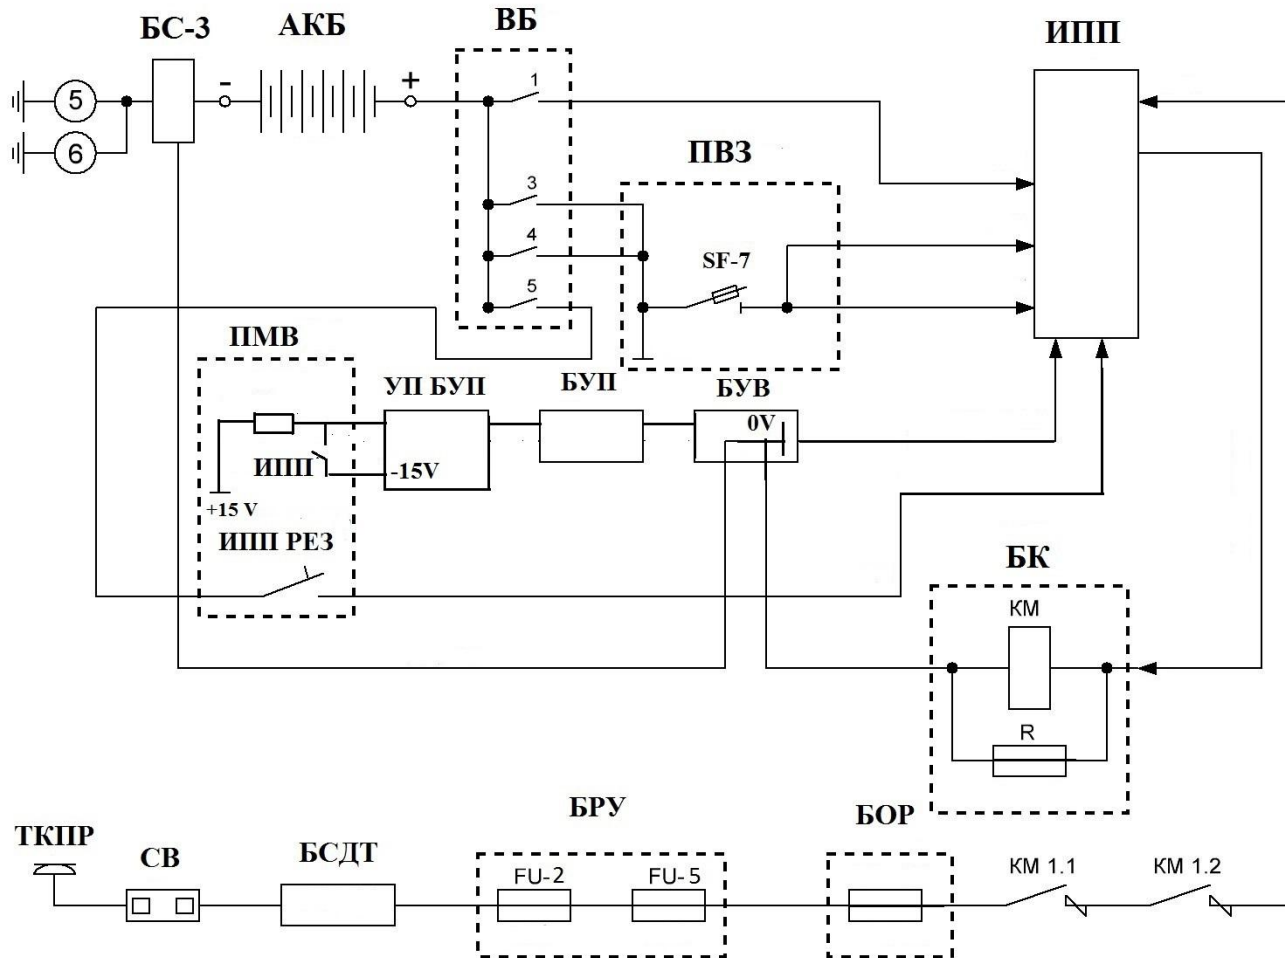 БС-3
АКБ
ВБ
ИПП
-
+
1
5
6
ПВЗ
3
4
SF-7
5
ПМВ
УП БУП
БУП
БУВ
0V
ИПП
-15V
+15 V
ИПП РЕЗ
БК
КМ
R
ТКПР
СВ
БСДТ
БРУ
БОР
FU-2
FU-5
КМ 1.1
КМ 1.2